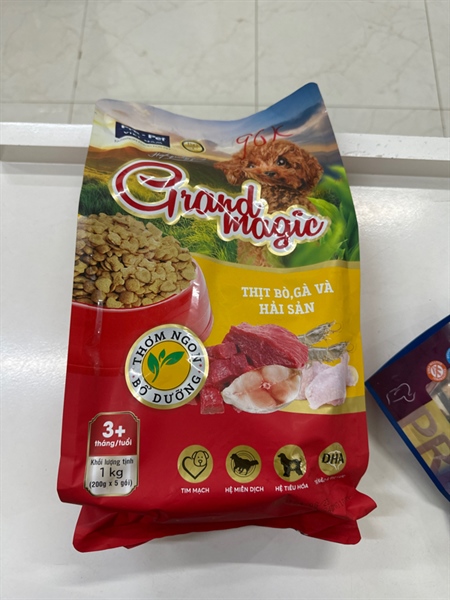 96K
Grand
magic
THỊT BÒ, GÀ VÀ
HẢI SẢN
THƠM NGON
BỔ DƯỠNG
3+
tháng/tuổi
Khối lượng tịnh
1 kg
(200g x 5 gói)
TIM MẠCH
HỆ MIỄN DỊCH
HỆ TIÊU HÓA
DHA